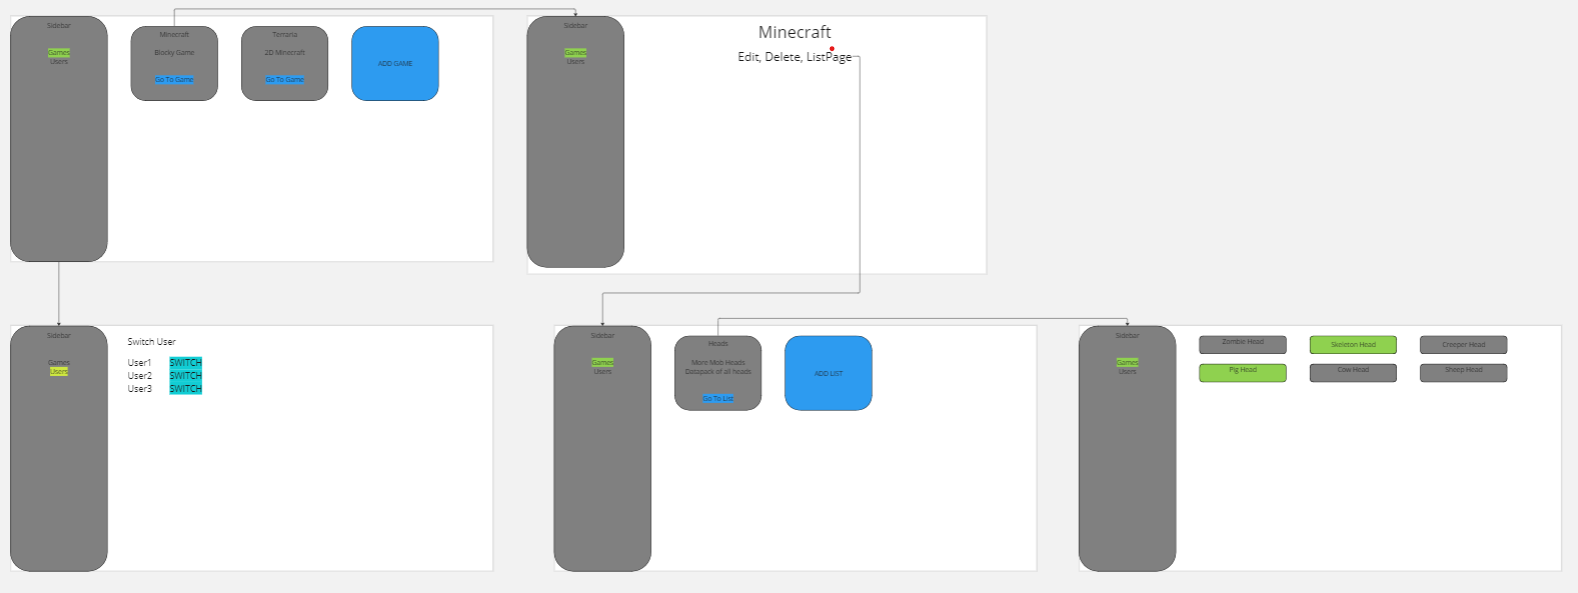 Sidebar
Games
Users
Minecraft
Blocky Game
Go To Game
Terraria
2D Minecraft
Go To Game
ADD GAME
Sidebar
Games
Users
Minecraft
Edit, Delete, ListPage
Sidebar
Games
Users
Switch User
User1 SWITCH
User2 SWITCH
User3 SWITCH
Sidebar
Games
Users
Heads
More Mob Heads
Datapack of all heads
Go To List
ADD LIST
Sidebar
Games
Users
Zombie Head
Skeleton Head
Creeper Head
Pig Head
Cow Head
Sheep Head